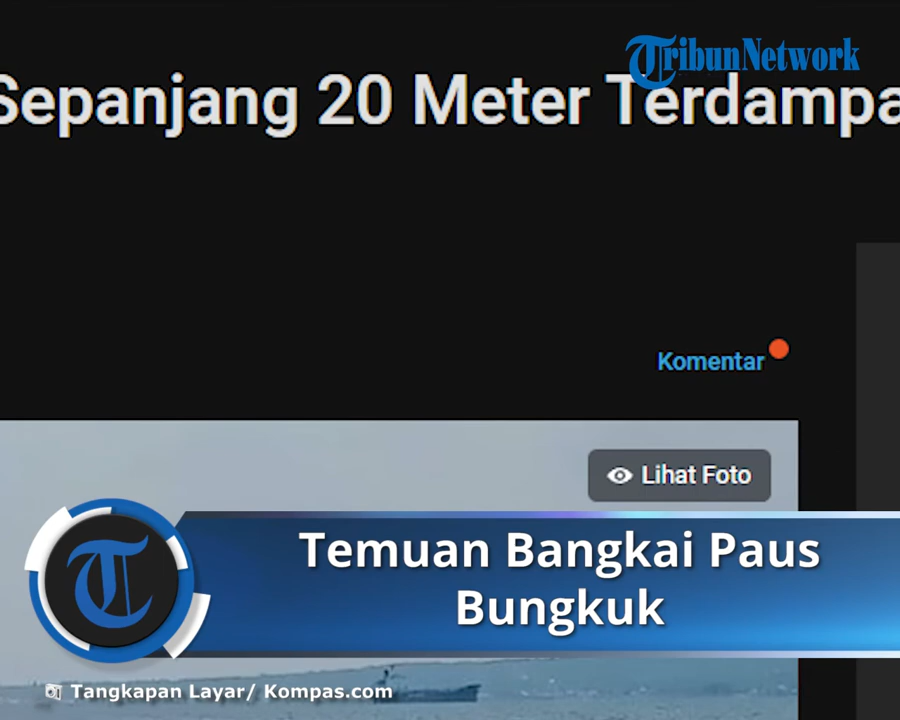 TribunNetwork
Sepanjang 20 Meter Terdampa
Komentar
Lihat Foto
Temuan Bangkai Paus
Bungkuk
T
Tangkapan Layar/ Kompas.com